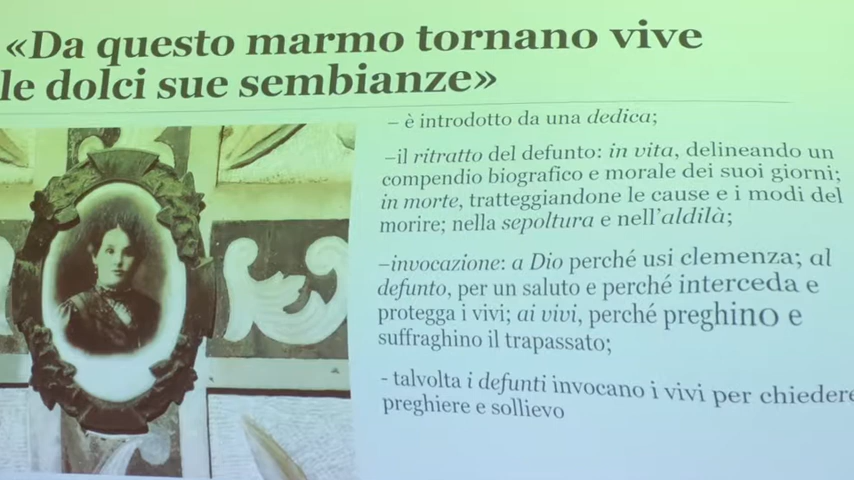 «Da questo marmo tornano vive
le dolci sue sembianze»
– è introdotto da una dedica;
–il ritratto del defunto: in vita, delineando un
compendio biografico e morale dei suoi giorni;
in morte, tratteggiandone le cause e i modi del
morire; nella sepoltura e nell'aldilà;
–invocazione: a Dio perché usi clemenza; al
defunto, per un saluto e perché interceda e
protegga i vivi; ai vivi, perché preghino e
suffraghino il trapassato;
- talvolta i defunti invocano i vivi per chiedere
preghiere e sollievo